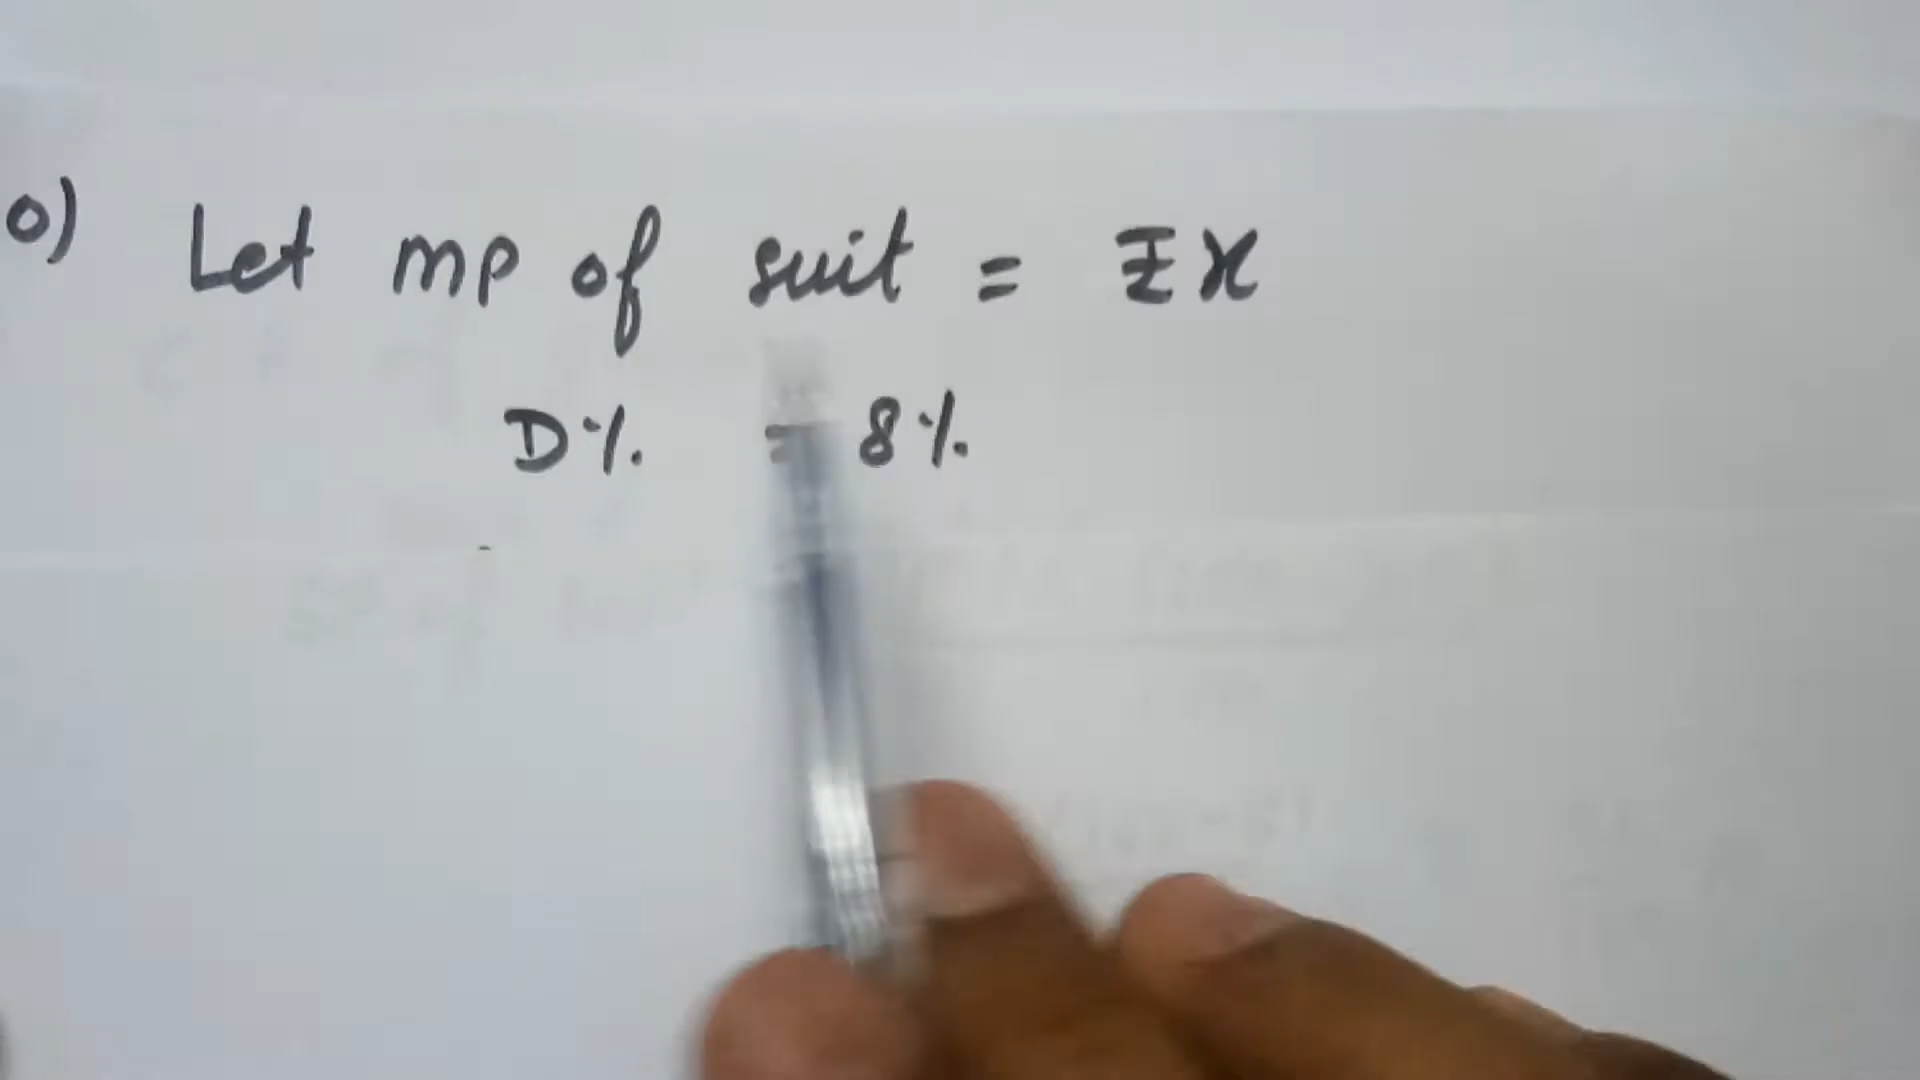 0) Let MP of suit = ₹x
D% = 8%